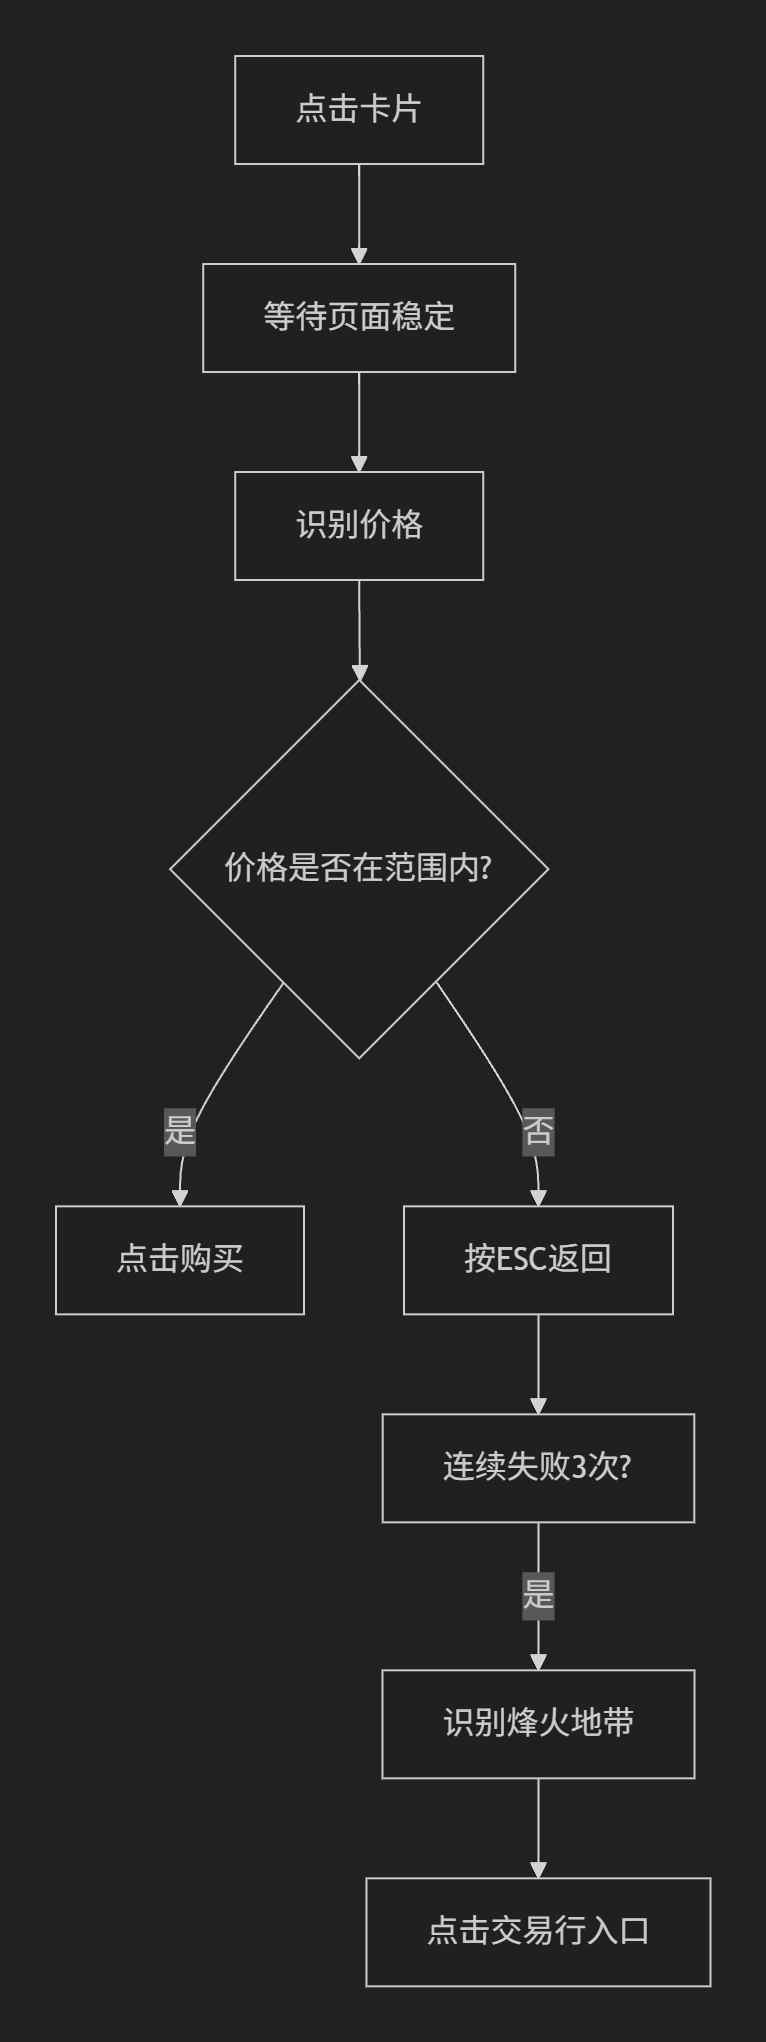 点击卡片
等待页面稳定
识别价格
价格是否在范围内?
是
否
点击购买
按ESC返回
连续失败3次?
是
识别烽火地带
点击交易行入口